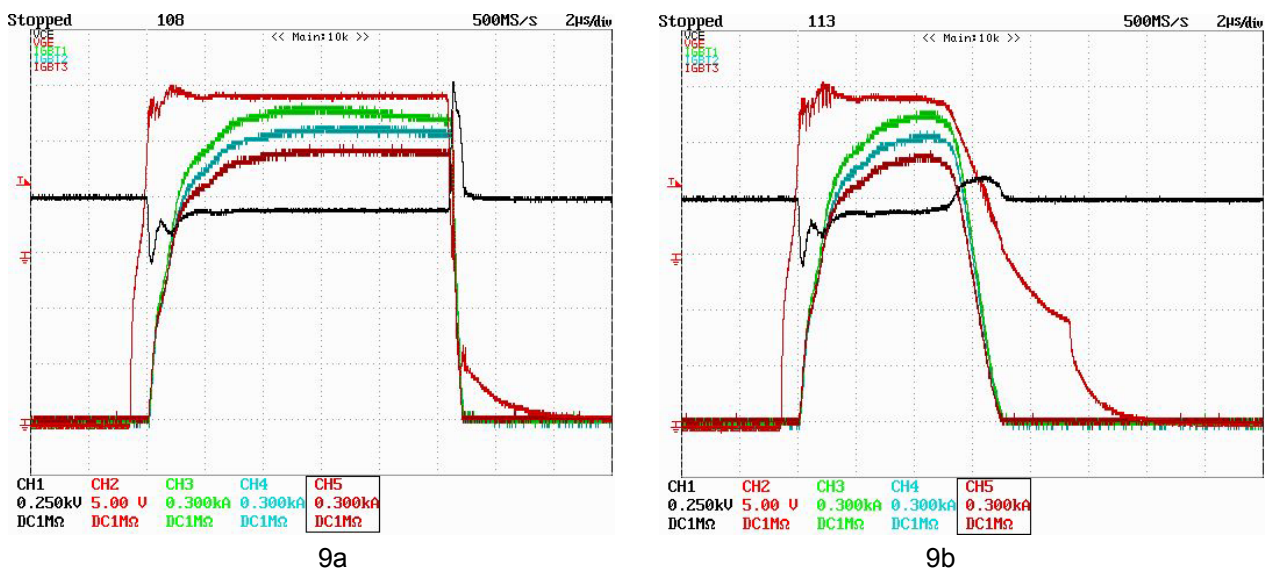 Stopped 108 500MS/s 2µs/div
<< Main:10k >>
VCE
VGE
IGBT1
IGBT2
IGBT3
CH1 CH2 CH3 CH4 CH5
0.250kV 5.00 V 0.300kA 0.300kA 0.300kA
DC1MΩ DC1MΩ DC1MΩ DC1MΩ DC1MΩ
9a
Stopped 113 500MS/s 2µs/div
<< Main:10k >>
VCE
VGE
IGBT1
IGBT2
IGBT3
CH1 CH2 CH3 CH4 CH5
0.250kV 5.00 V 0.300kA 0.300kA 0.300kA
DC1MΩ DC1MΩ DC1MΩ DC1MΩ DC1MΩ
9b